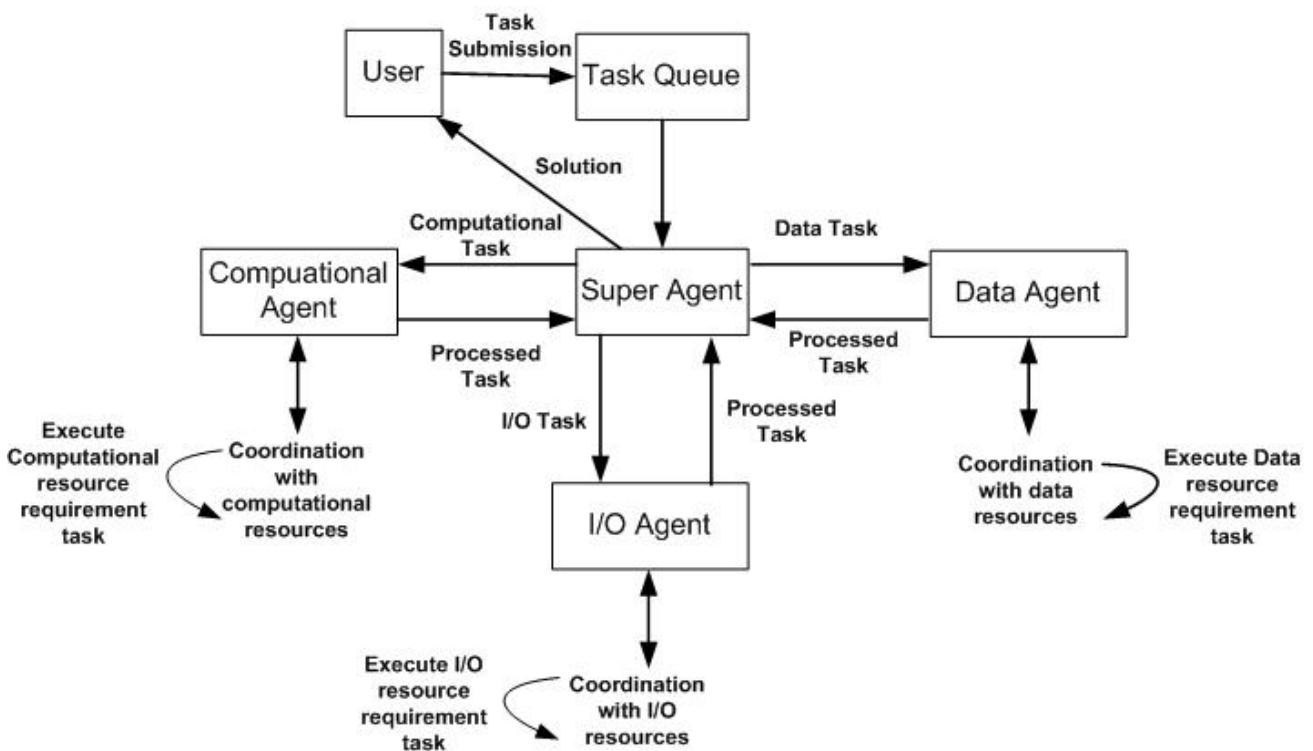 Task
Submission
User
Task Queue
Solution
Computational
Task
Data Task
Compuational
Agent
Super Agent
Data Agent
Processed
Task
Processed
Task
I/O Task
Processed
Task
Execute
Computational
resource
requirement
task
Coordination
with
computational
resources
I/O Agent
Coordination
with data
resources
Execute Data
resource
requirement
task
Execute I/O
resource
requirement
task
Coordination
with I/O
resources